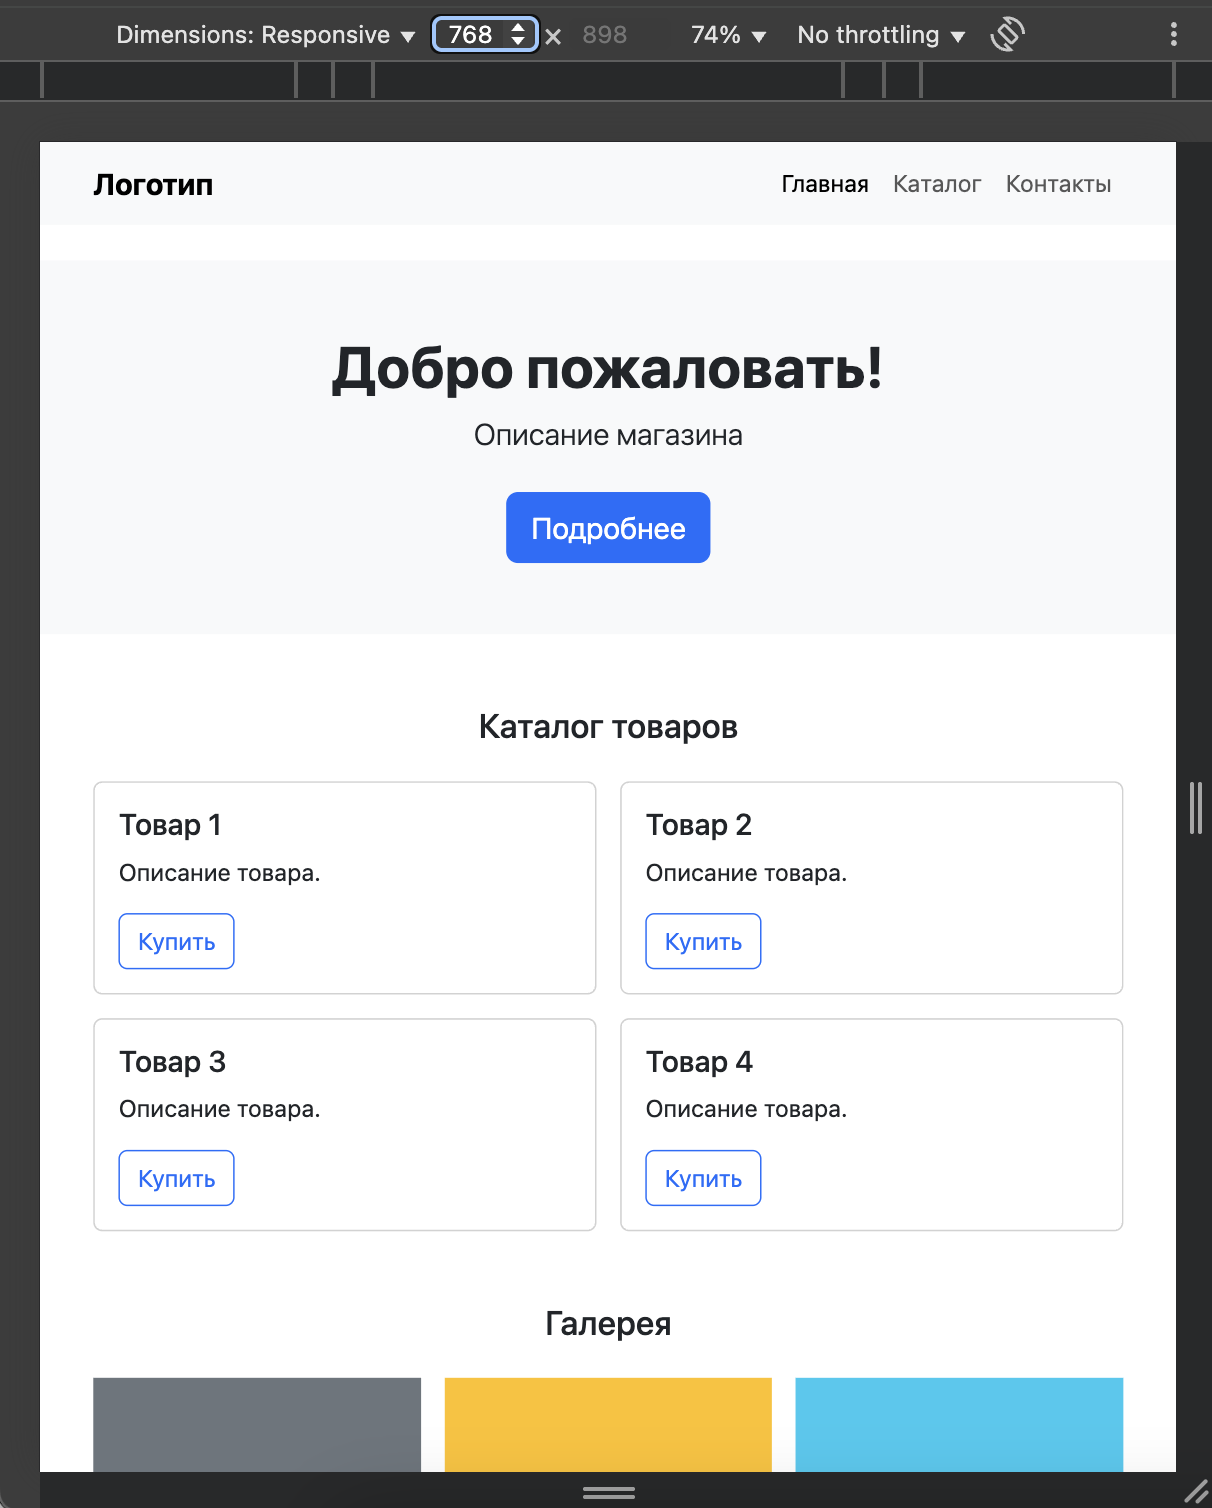 Dimensions: Responsive 768 × 898 74% No throttling
Логотип Главная Каталог Контакты
Добро пожаловать!
Описание магазина
Подробнее
Каталог товаров
Товар 1
Описание товара.
Купить
Товар 2
Описание товара.
Купить
Товар 3
Описание товара.
Купить
Товар 4
Описание товара.
Купить
Галерея